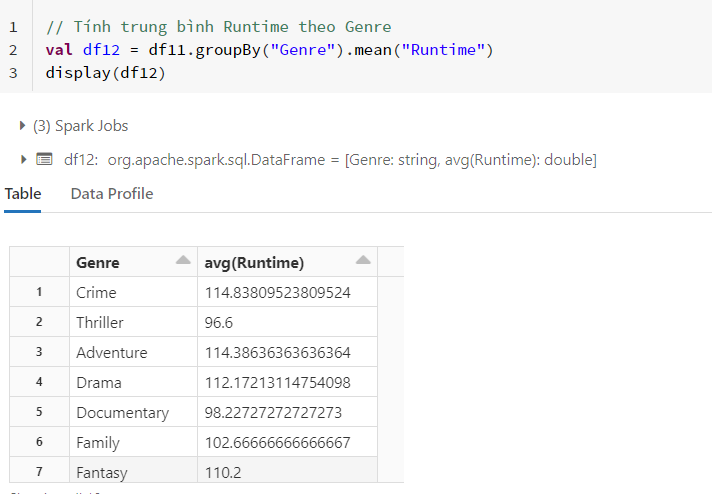 1 // Tính trung bình Runtime theo Genre
2 val df12 = df11.groupBy("Genre").mean("Runtime")
3 display(df12)
(3) Spark Jobs
df12: org.apache.spark.sql.DataFrame = [Genre: string, avg(Runtime): double]
Table Data Profile
Genre avg(Runtime)
1 Crime 114.83809523809524
2 Thriller 96.6
3 Adventure 114.38636363636364
4 Drama 112.17213114754098
5 Documentary 98.22727272727273
6 Family 102.66666666666667
7 Fantasy 110.2